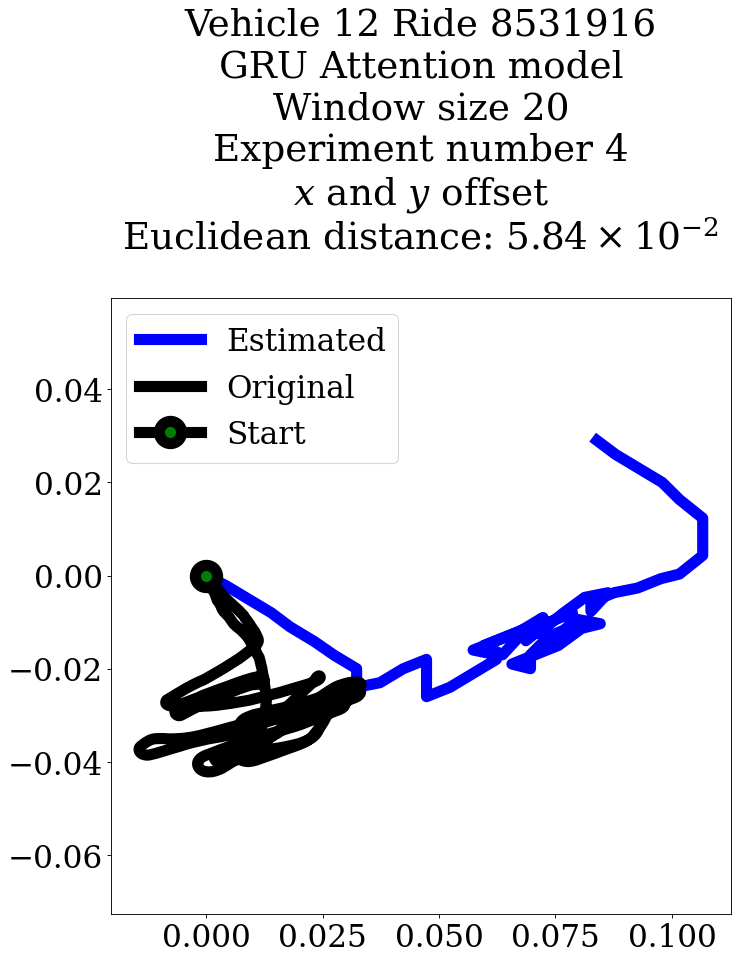 Vehicle 12 Ride 8531916
GRU Attention model
Window size 20
Experiment number 4
x and y offset
Euclidean distance: 5.84 × 10⁻²
Estimated
Original
Start
0.04
0.02
0.00
−0.02
−0.04
−0.06
0.000 0.025 0.050 0.075 0.100